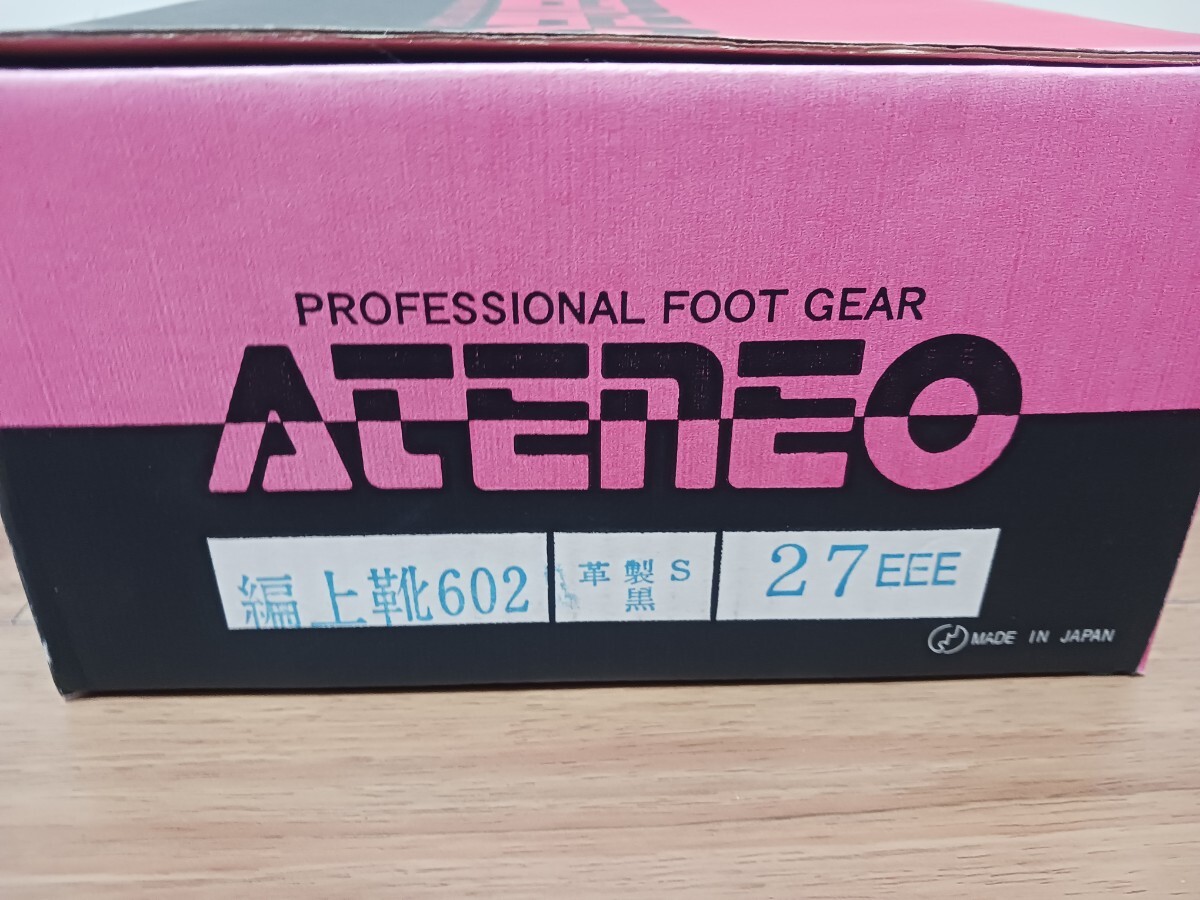 PROFESSIONAL FOOT GEAR
ATENEO
編上靴602
革製S
黒
27EEE
MADE IN JAPAN